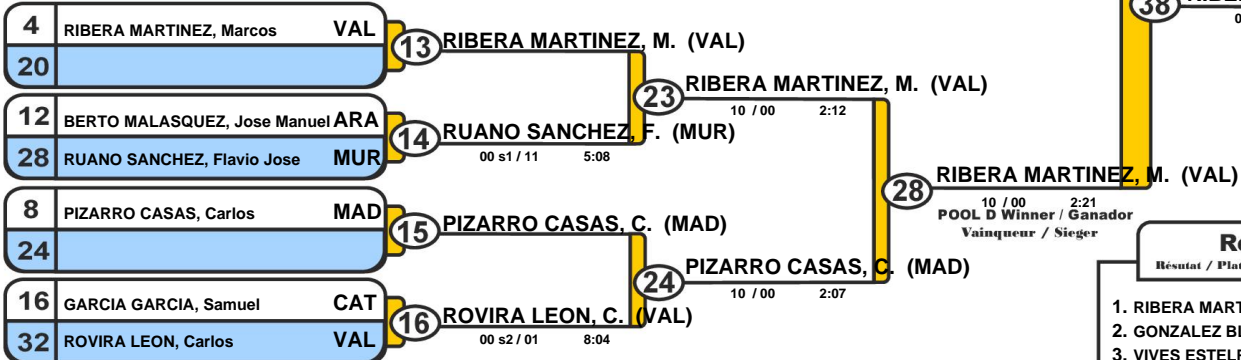 4 RIBERA MARTINEZ, Marcos VAL
20
12 BERTO MALASQUEZ, Jose Manuel ARA
28 RUANO SANCHEZ, Flavio Jose MUR
8 PIZARRO CASAS, Carlos MAD
24
16 GARCIA GARCIA, Samuel CAT
32 ROVIRA LEON, Carlos VAL
13 RIBERA MARTINEZ, M. (VAL)
14 RUANO SANCHEZ, F. (MUR)
00 s1 / 11 5:08
15 PIZARRO CASAS, C. (MAD)
16 ROVIRA LEON, C. (VAL)
00 s2 / 01 8:04
23 RIBERA MARTINEZ, M. (VAL)
10 / 00 2:12
24 PIZARRO CASAS, C. (MAD)
10 / 00 2:07
28 RIBERA MARTINEZ, M. (VAL)
10 / 00 2:21
POOL D Winner / Ganador
Vainqueur / Sieger
38
Résutat / Plat
1. RIBERA MART
2. GONZALEZ BI
3. VIVES ESTEL